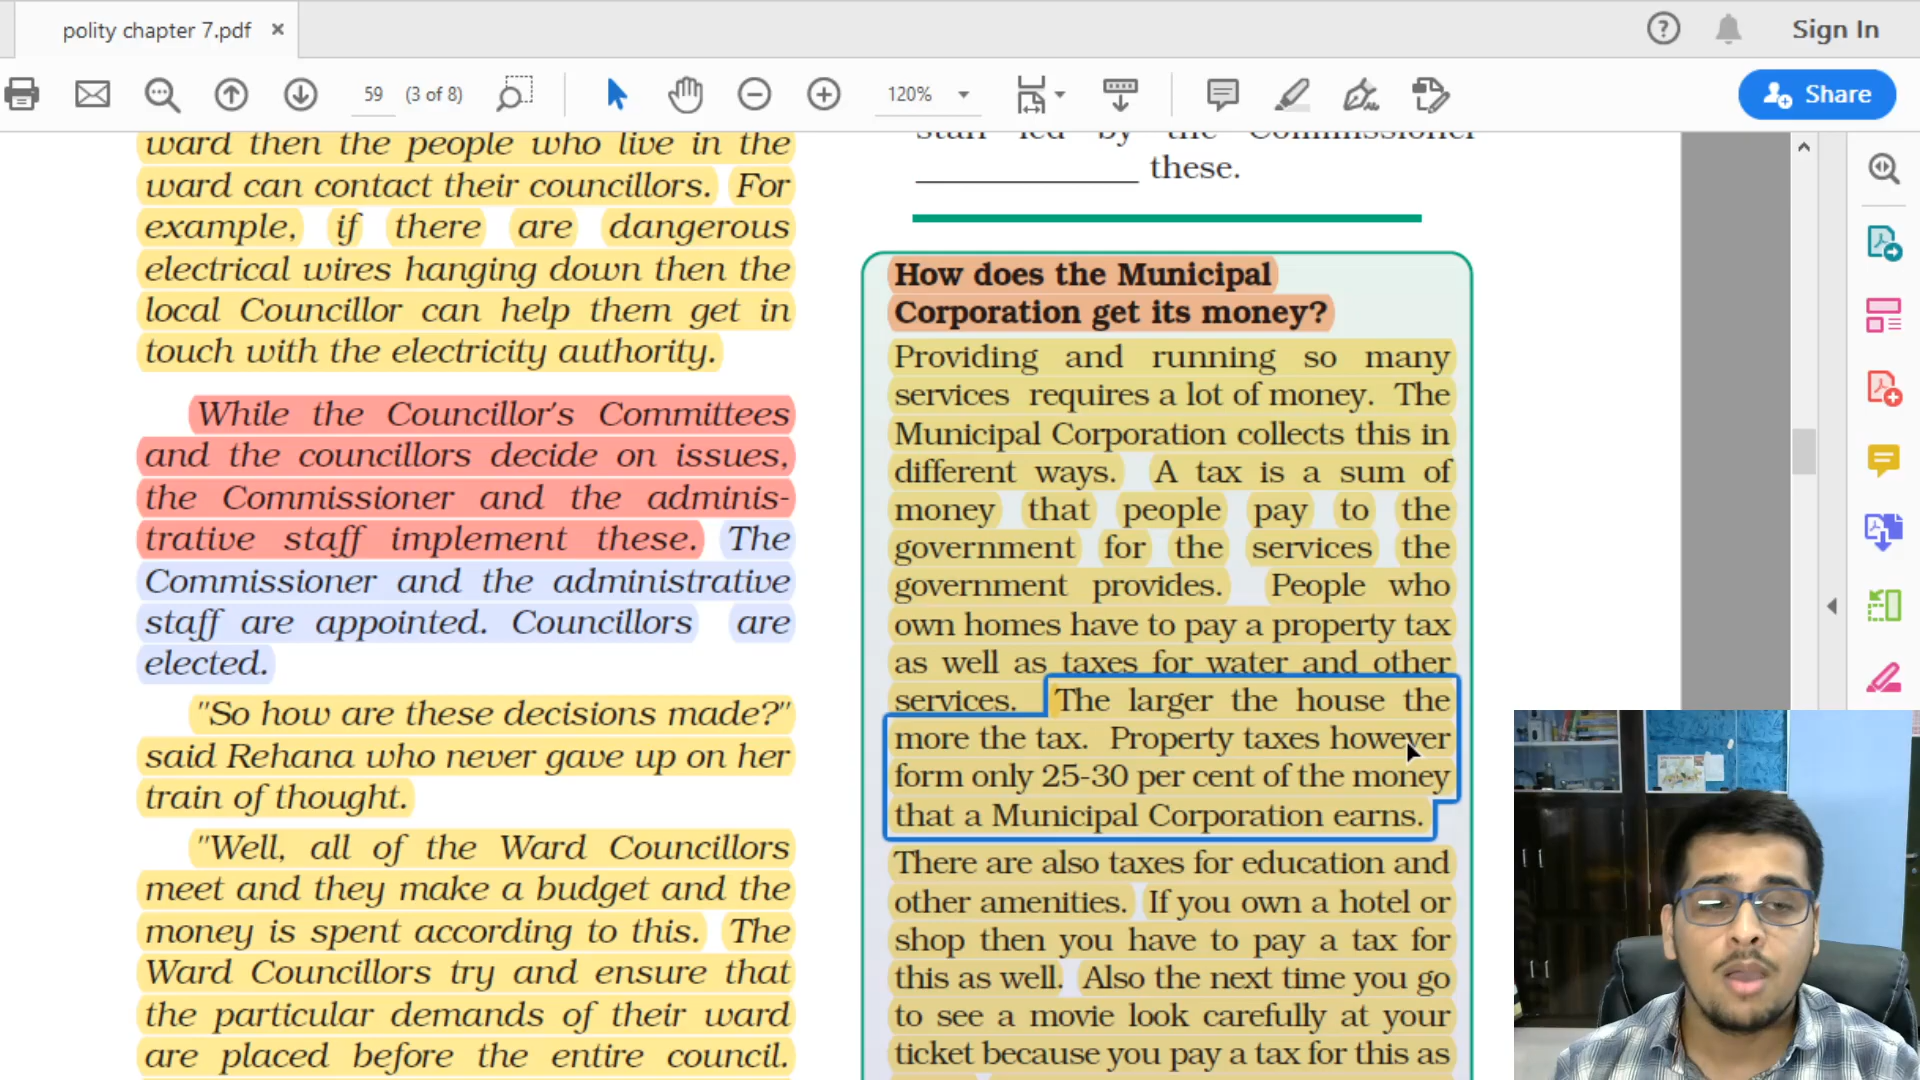 polity chapter 7.pdf
Sign In
59 (3 of 8)
120%
Share
ward then the people who live in the
ward can contact their councillors. For
example, if there are dangerous
electrical wires hanging down then the
local Councillor can help them get in
touch with the electricity authority.
While the Councillor's Committees
and the councillors decide on issues,
the Commissioner and the adminis-
trative staff implement these. The
Commissioner and the administrative
staff are appointed. Councillors are
elected.
"So how are these decisions made?"
said Rehana who never gave up on her
train of thought.
"Well, all of the Ward Councillors
meet and they make a budget and the
money is spent according to this. The
Ward Councillors try and ensure that
the particular demands of their ward
are placed before the entire council.
staff led by the Commissioner
____________ these.
How does the Municipal
Corporation get its money?
Providing and running so many
services requires a lot of money. The
Municipal Corporation collects this in
different ways. A tax is a sum of
money that people pay to the
government for the services the
government provides. People who
own homes have to pay a property tax
as well as taxes for water and other
services. The larger the house the
more the tax. Property taxes however
form only 25-30 per cent of the money
that a Municipal Corporation earns.
There are also taxes for education and
other amenities. If you own a hotel or
shop then you have to pay a tax for
this as well. Also the next time you go
to see a movie look carefully at your
ticket because you pay a tax for this as